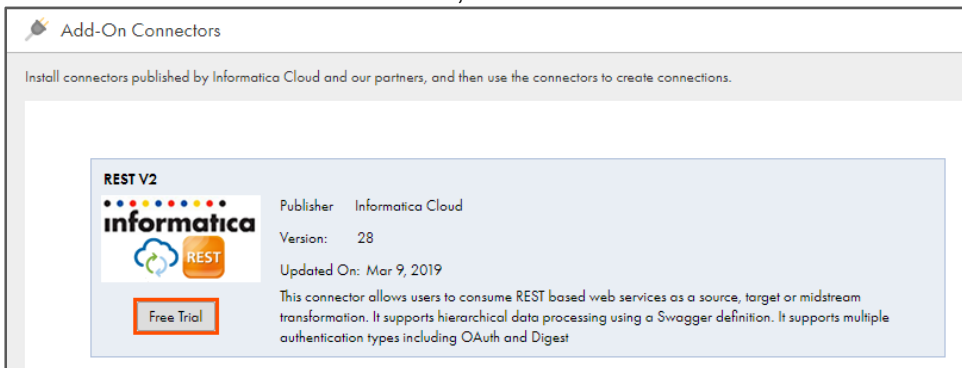 Add-On Connectors
Install connectors published by Informatica Cloud and our partners, and then use the connectors to create connections.
REST V2
informatica
REST
Publisher Informatica Cloud
Version: 28
Updated On: Mar 9, 2019
Free Trial
This connector allows users to consume REST based web services as a source, target or midstream
transformation. It supports hierarchical data processing using a Swagger definition. It supports multiple
authentication types including OAuth and Digest